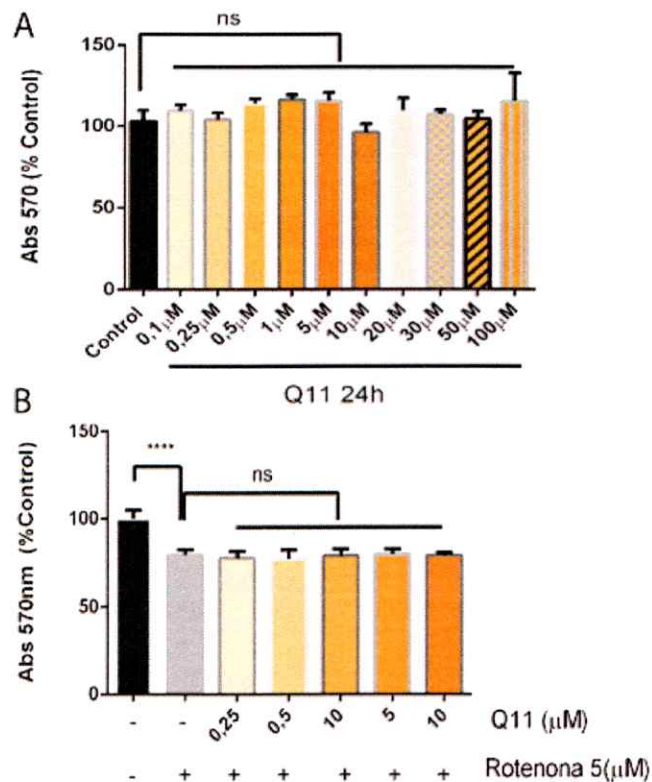 A
ns
150
100
50
0
Abs 570 (% Control)
Control 0,1μM 0,25μM 0,5μM 1μM 5μM 10μM 20μM 30μM 50μM 100μM
Q11 24h
B
150
100
50
0
Abs 570nm (%Control)
****
ns
- - 0,25 0,5 10 5 10 Q11 (μM)
- + + + + + + Rotenona 5(μM)